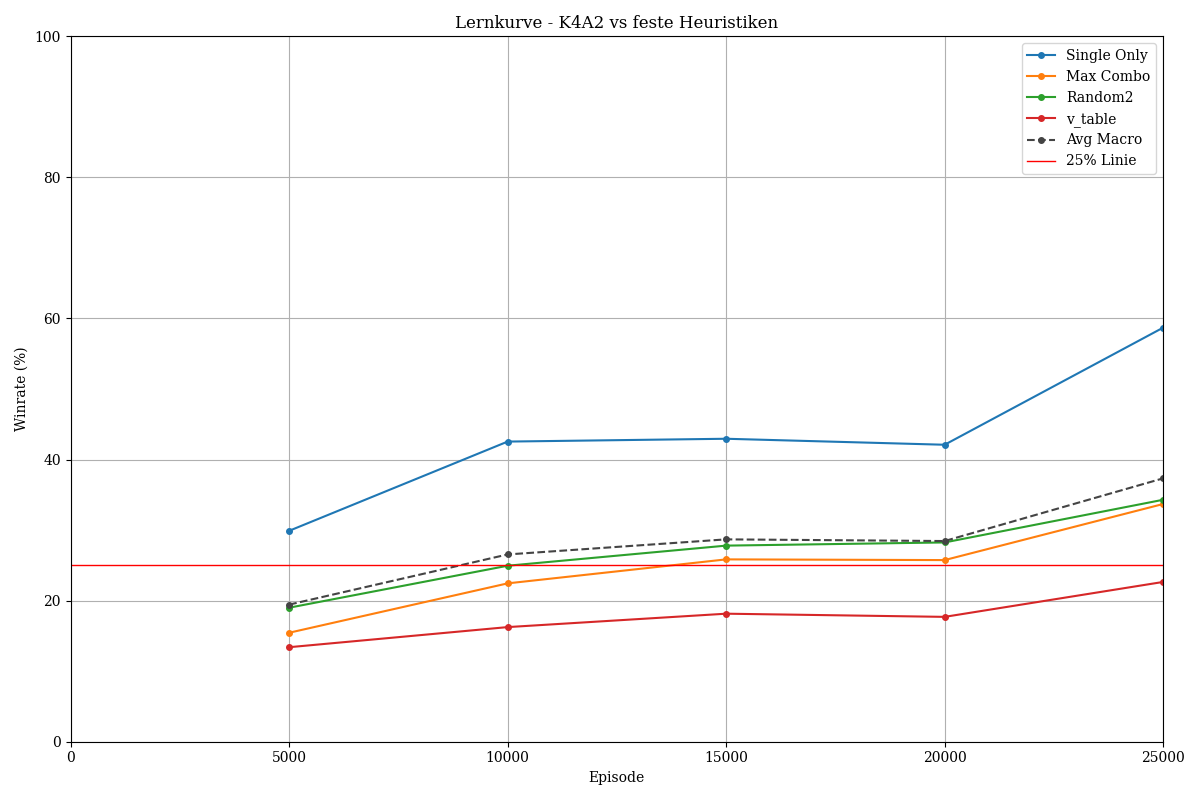 Lernkurve - K4A2 vs feste Heuristiken
100
80
60
40
20
0
Winrate (%)
Single Only
Max Combo
Random2
v_table
Avg Macro
25% Linie
0 5000 10000 15000 20000 25000
Episode